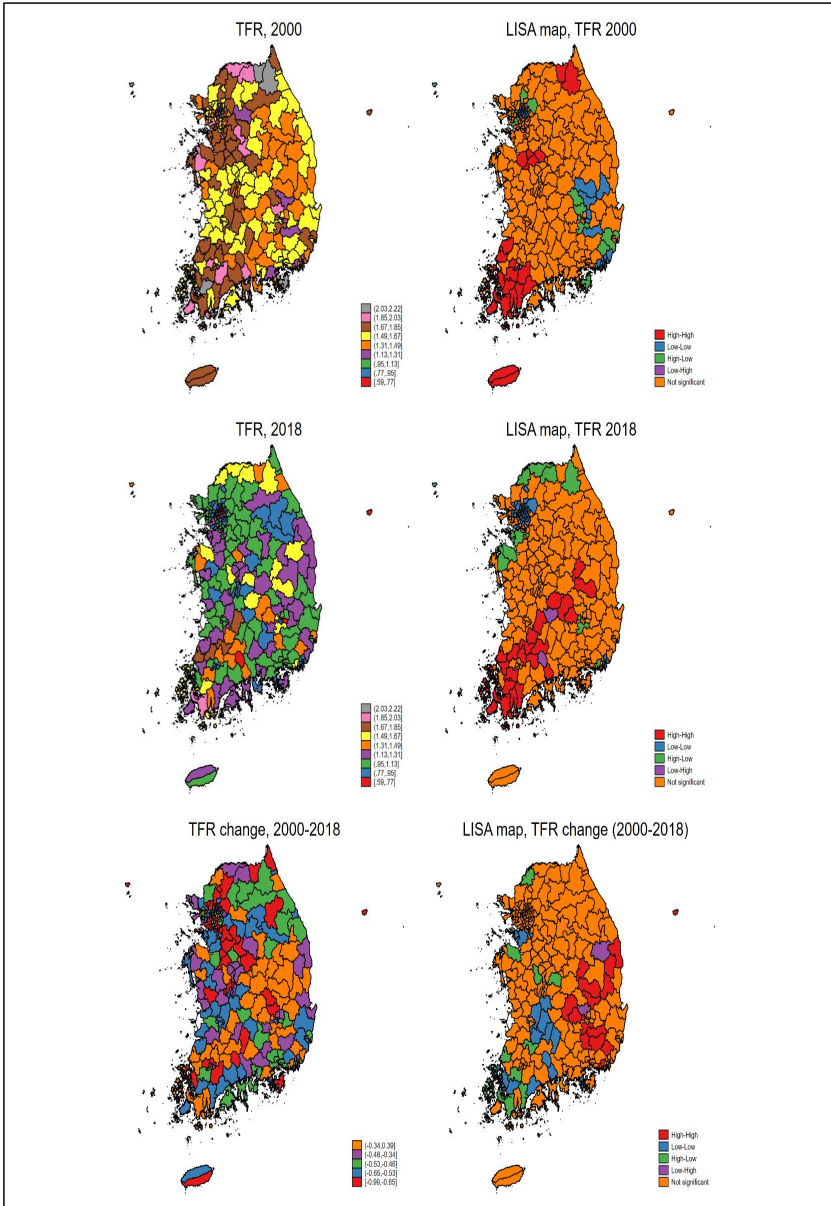 TFR, 2000
LISA map, TFR 2000
(2.03,2.22]
(1.85,2.03]
(1.67,1.85]
(1.49,1.67]
(1.31,1.49]
(1.13,1.31]
(.95,1.13]
(.77,.95]
[.59,.77]
High-High
Low-Low
High-Low
Low-High
Not significant
TFR, 2018
LISA map, TFR 2018
(2.03,2.22]
(1.85,2.03]
(1.67,1.85]
(1.49,1.67]
(1.31,1.49]
(1.13,1.31]
(.95,1.13]
(.77,.95]
[.59,.77]
High-High
Low-Low
High-Low
Low-High
Not significant
TFR change, 2000-2018
LISA map, TFR change (2000-2018)
(-0.34,0.39]
(-0.46,-0.34]
(-0.53,-0.46]
(-0.65,-0.53]
[-0.99,-0.65]
High-High
Low-Low
High-Low
Low-High
Not significant